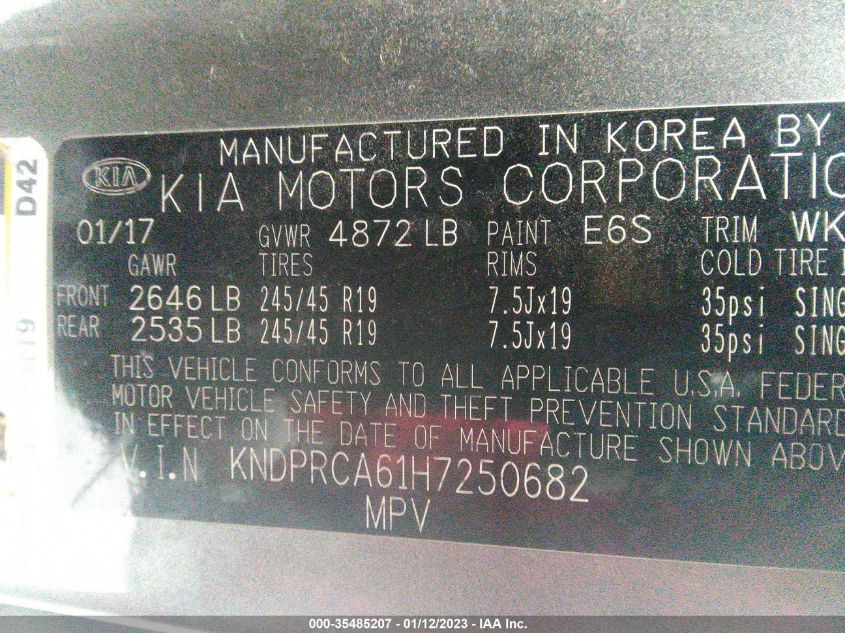 D42
MANUFACTURED IN KOREA BY
KIA KIA MOTORS CORPORATIO
01/17 GVWR 4872 LB PAINT E6S TRIM WK
GAWR TIRES RIMS COLD TIRE
FRONT 2646 LB 245/45 R19 7.5Jx19 35psi SING
REAR 2535 LB 245/45 R19 7.5Jx19 35psi SING
THIS VEHICLE CONFORMS TO ALL APPLICABLE U.S.A. FEDER
MOTOR VEHICLE SAFETY AND THEFT PREVENTION STANDARD
IN EFFECT ON THE DATE OF MANUFACTURE SHOWN ABOV
V.I.N KNDPRCA61H7250682
MPV
000-35485207 - 01/12/2023 - IAA Inc.